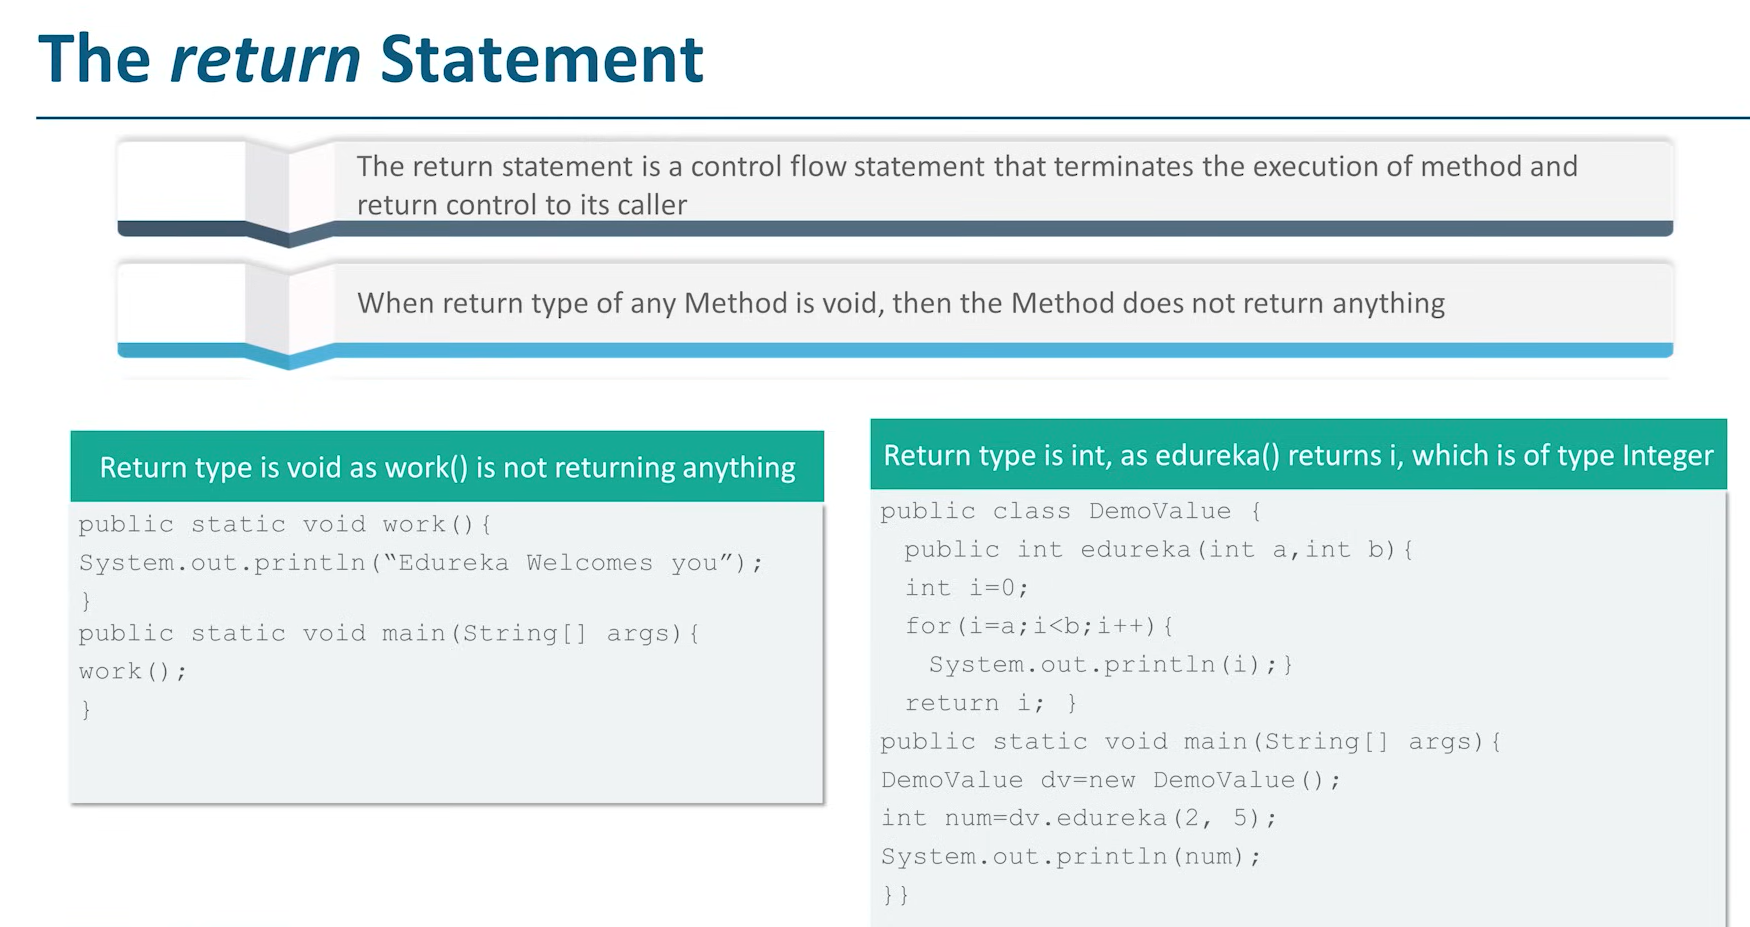 The return Statement
The return statement is a control flow statement that terminates the execution of method and
return control to its caller
When return type of any Method is void, then the Method does not return anything
Return type is void as work() is not returning anything
public static void work(){
System.out.println(“Edureka Welcomes you”);
}
public static void main(String[] args){
work();
}
Return type is int, as edureka() returns i, which is of type Integer
public class DemoValue {
public int edureka(int a,int b){
int i=0;
for(i=a;i<b;i++){
System.out.println(i);}
return i; }
public static void main(String[] args){
DemoValue dv=new DemoValue();
int num=dv.edureka(2, 5);
System.out.println(num);
}}